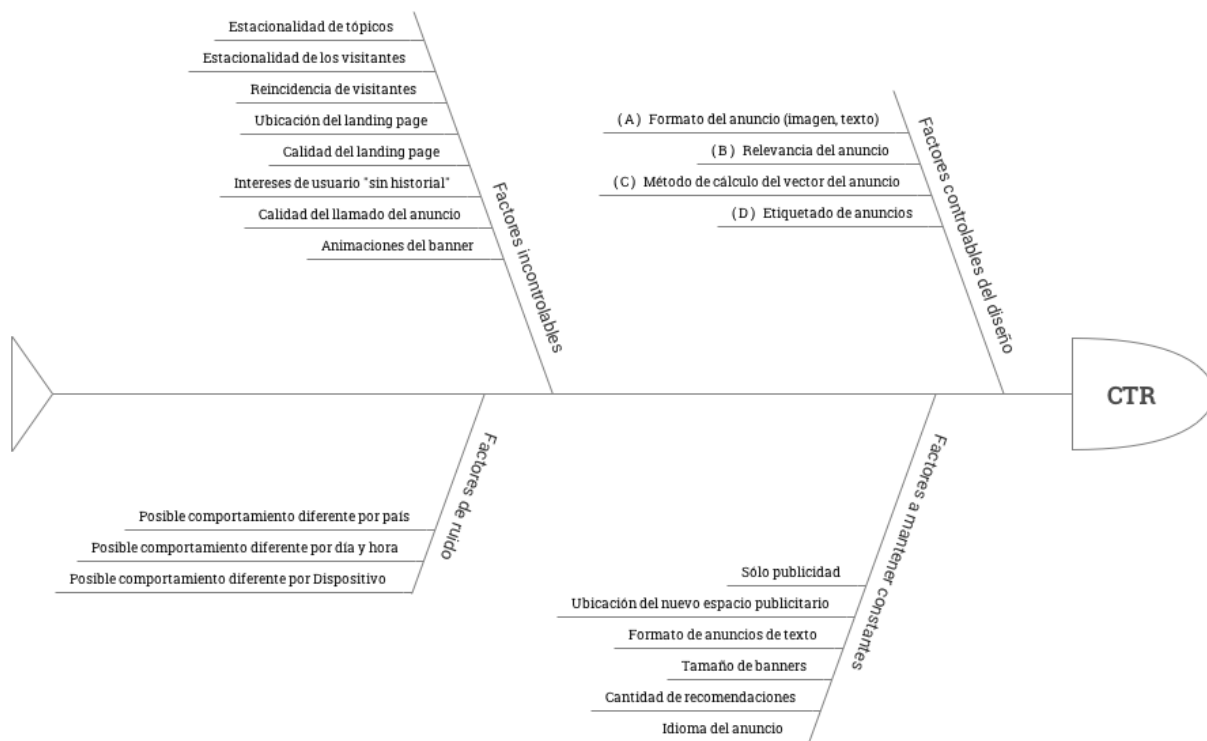 Estacionalidad de tópicos
Estacionalidad de los visitantes
Reincidencia de visitantes
Ubicación del landing page
Calidad del landing page
Intereses de usuario "sin historial"
Calidad del llamado del anuncio
Animaciones del banner
Factores incontrolables
(A) Formato del anuncio (imagen, texto)
(B) Relevancia del anuncio
(C) Método de cálculo del vector del anuncio
(D) Etiquetado de anuncios
Factores controlables del diseño
CTR
Factores de ruido
Posible comportamiento diferente por país
Posible comportamiento diferente por día y hora
Posible comportamiento diferente por Dispositivo
Factores a mantener constantes
Sólo publicidad
Ubicación del nuevo espacio publicitario
Formato de anuncios de texto
Tamaño de banners
Cantidad de recomendaciones
Idioma del anuncio